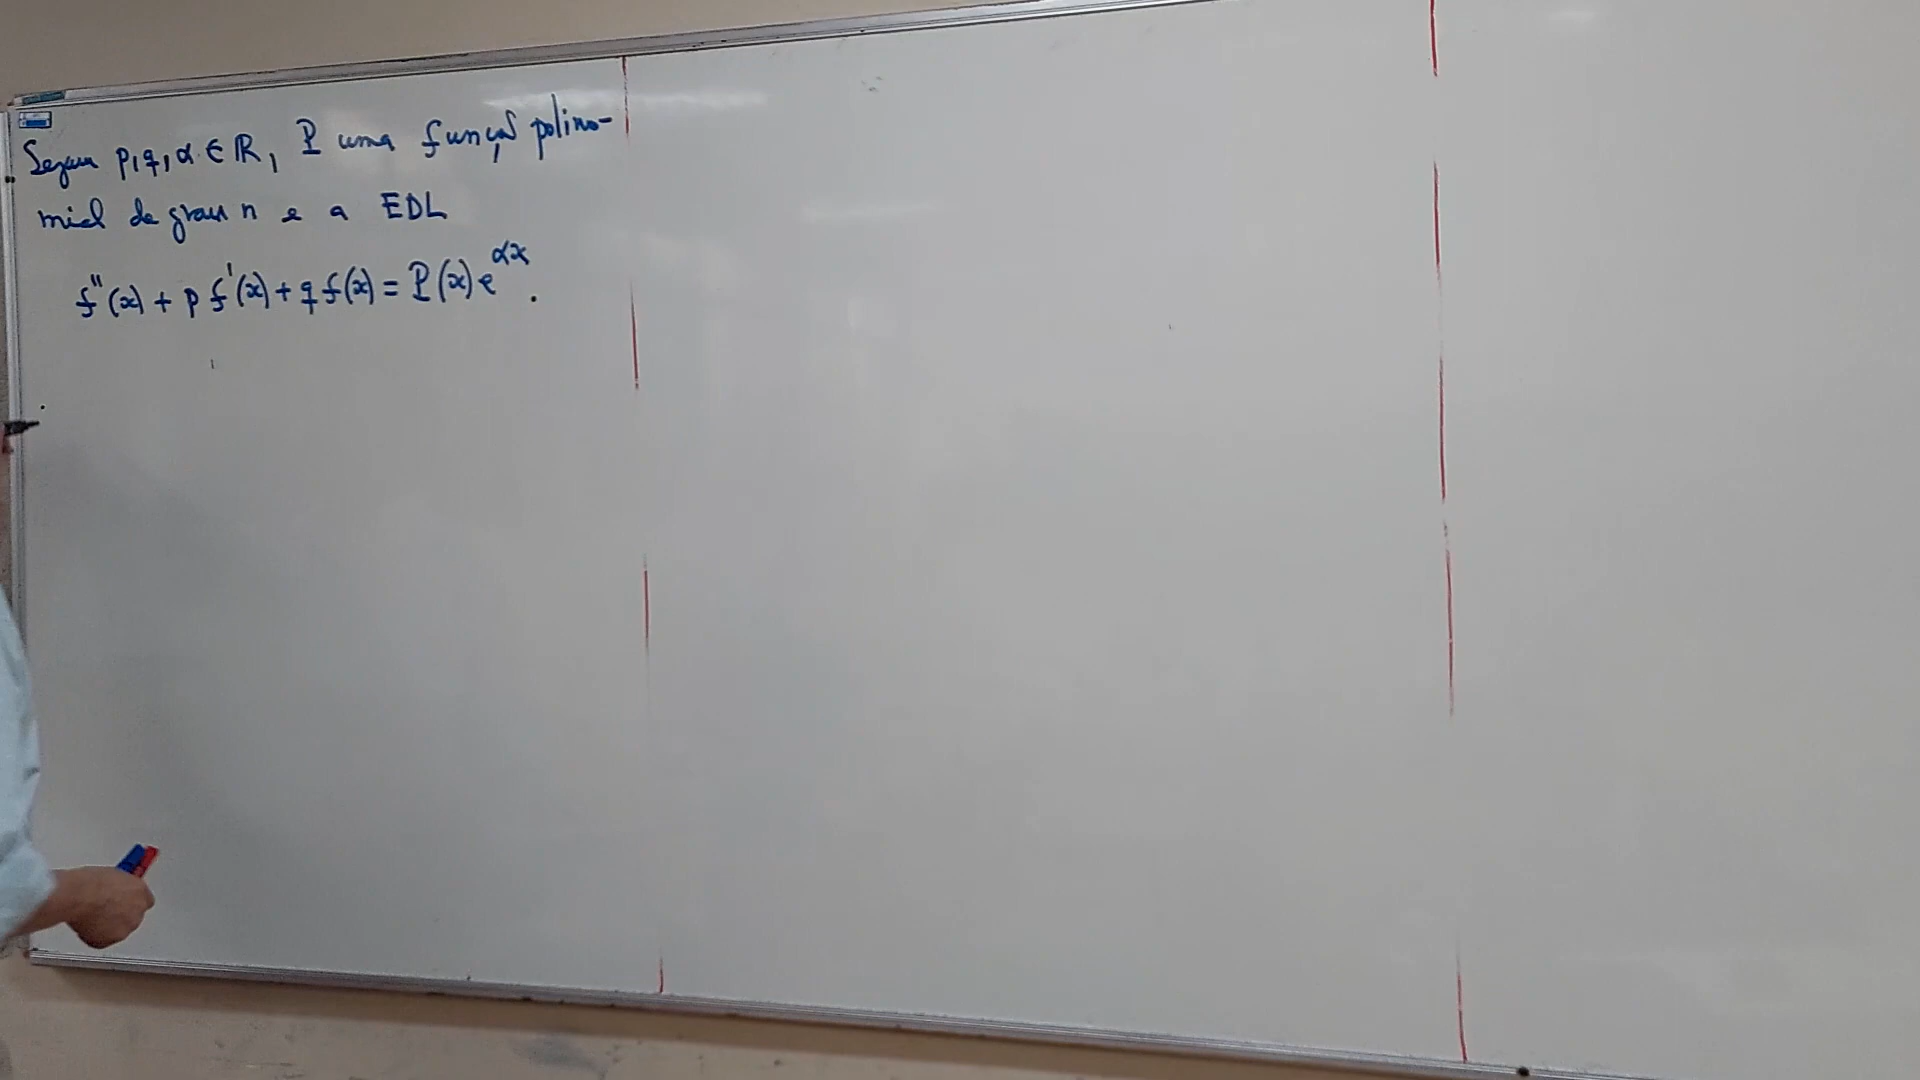 Sejam p, q, α ∈ ℝ, P uma função polino-
mial de grau n e a EDL
f''(x) + p f'(x) + q f(x) = P(x) e^{αx}.